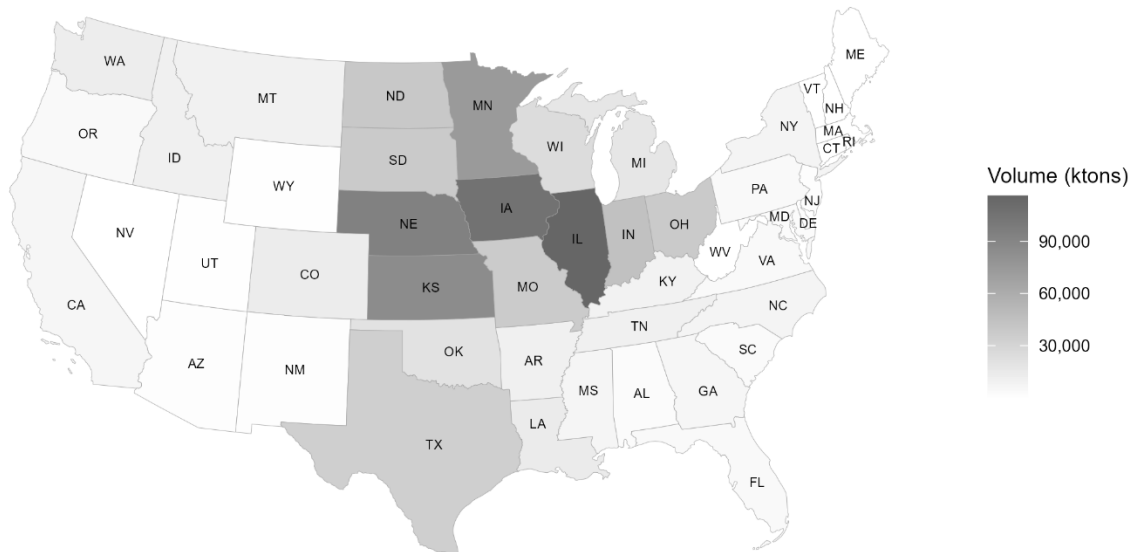 ME
WA
VT
MT
ND
MN
NH
OR
NY
MA
RI
WI
CT
ID
SD
MI
WY
PA
IA
NJ
NE
MD
OH
DE
IL
IN
NV
WV
UT
CO
VA
KS
MO
KY
CA
NC
TN
OK
AR
SC
AZ
NM
MS
AL
GA
LA
TX
FL
Volume (ktons)
90,000
60,000
30,000